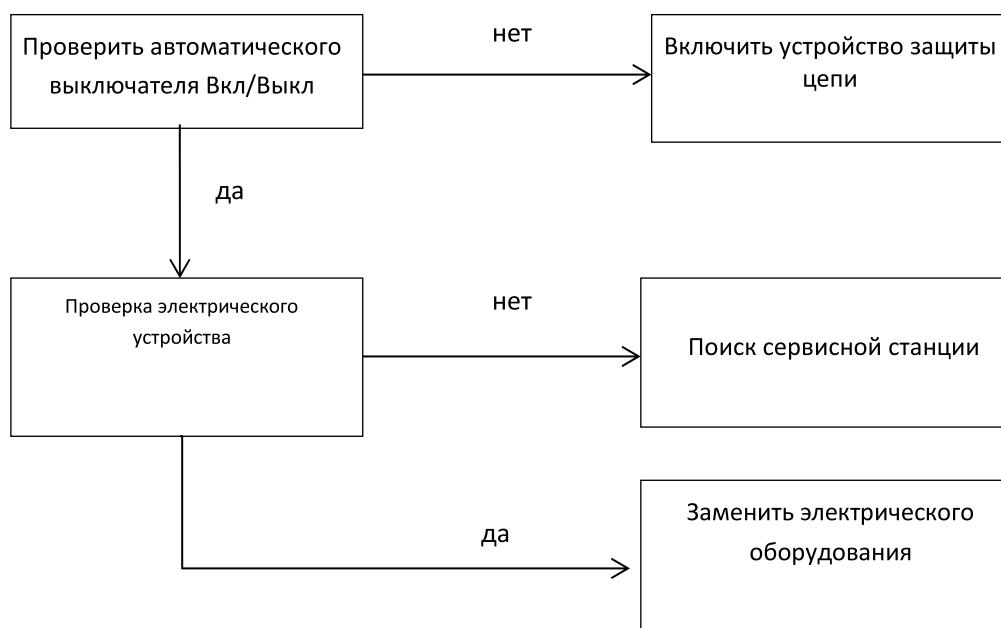 Проверить автоматического
выключателя Вкл/Выкл
нет
Включить устройство защиты
цепи
да
Проверка электрического
устройства
нет
Поиск сервисной станции
да
Заменить электрического
оборудования